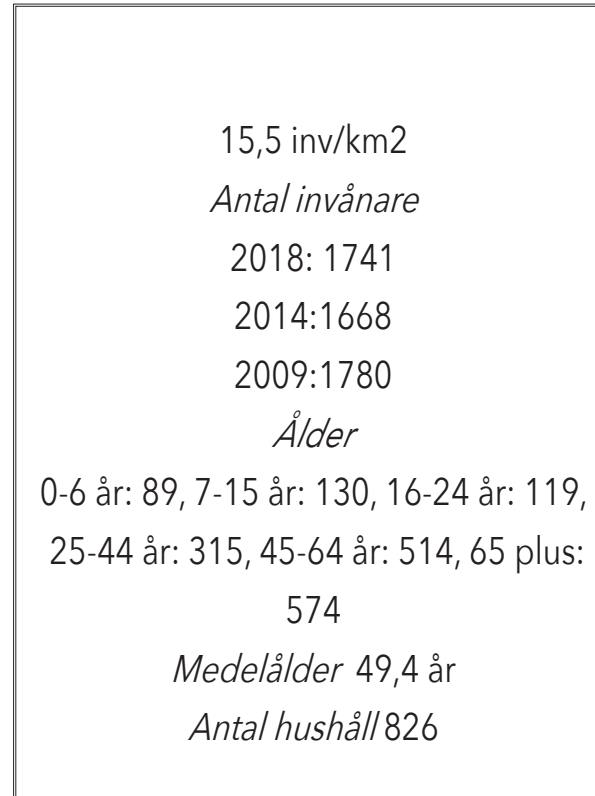 15,5 inv/km2
Antal invånare
2018: 1741
2014:1668
2009:1780
Ålder
0-6 år: 89, 7-15 år: 130, 16-24 år: 119,
25-44 år: 315, 45-64 år: 514, 65 plus:
574
Medelålder 49,4 år
Antal hushåll 826